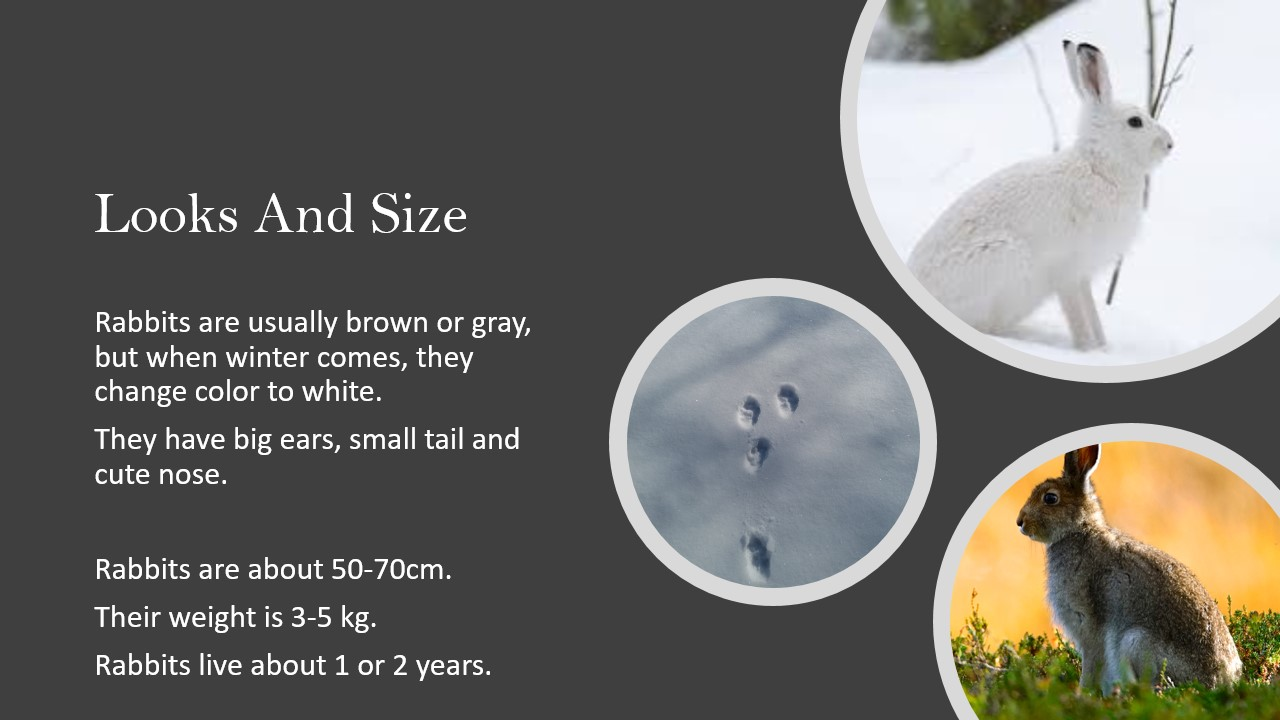 Looks And Size
Rabbits are usually brown or gray,
but when winter comes, they
change color to white.
They have big ears, small tail and
cute nose.
Rabbits are about 50-70cm.
Their weight is 3-5 kg.
Rabbits live about 1 or 2 years.